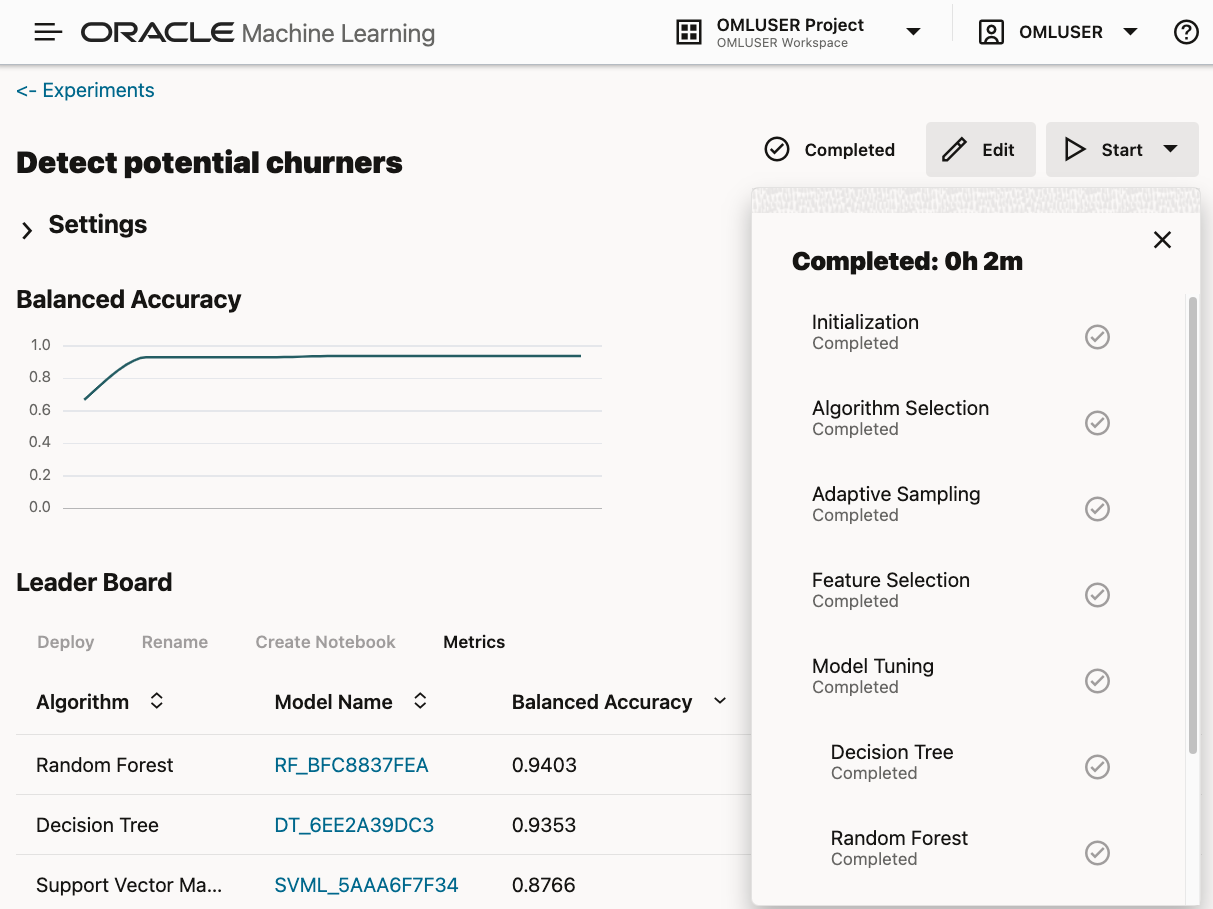 ORACLE Machine Learning
OMLUSER Project
OMLUSER Workspace
OMLUSER
?
<- Experiments
Detect potential churners
Completed
Edit
Start
Settings
Balanced Accuracy
1.0
0.8
0.6
0.4
0.2
0.0
Leader Board
Deploy Rename Create Notebook Metrics
Algorithm Model Name Balanced Accuracy
Random Forest RF_BFC8837FEA 0.9403
Decision Tree DT_6EE2A39DC3 0.9353
Support Vector Ma... SVML_5AAA6F7F34 0.8766
Completed: 0h 2m
Initialization
Completed
Algorithm Selection
Completed
Adaptive Sampling
Completed
Feature Selection
Completed
Model Tuning
Completed
Decision Tree
Completed
Random Forest
Completed